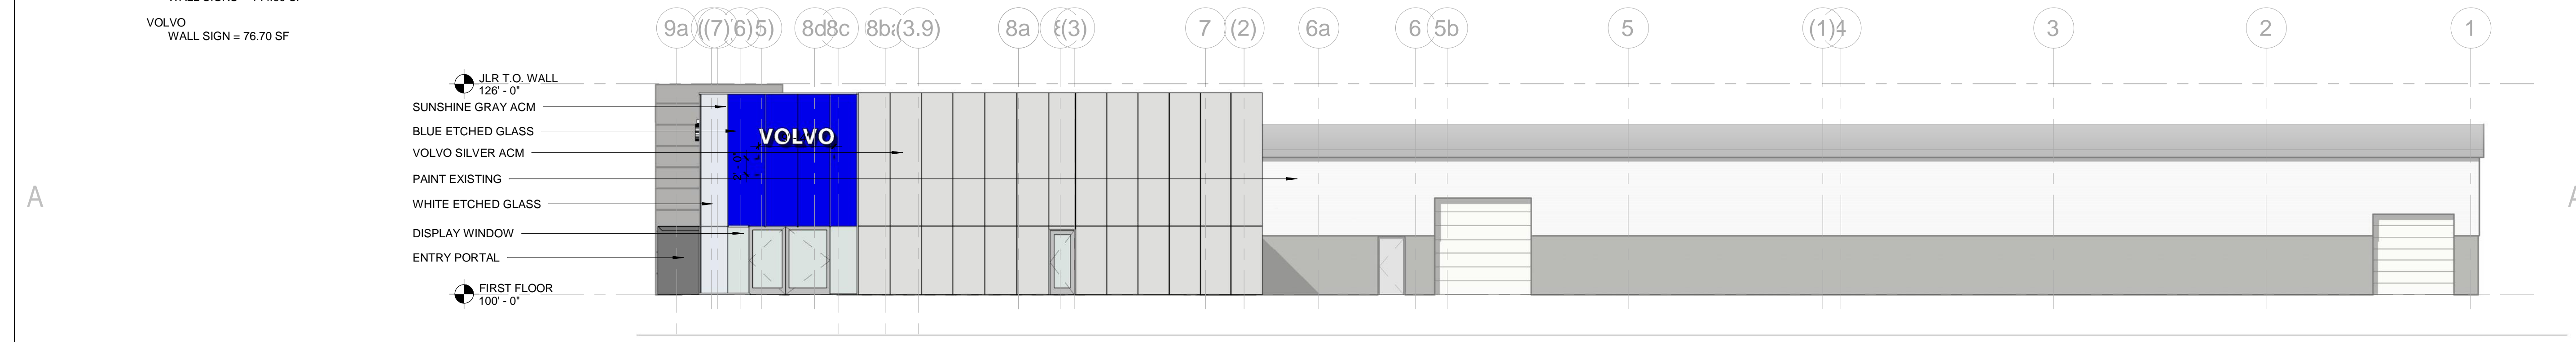 VOLVO
WALL SIGN = 76.70 SF
9a (7) 6) 5) 8d 8c 8b (3.9) 8a (3) 7 (2) 6a 6 5b 5 (1) 4 3 2 1
JLR T.O. WALL
126' - 0"
SUNSHINE GRAY ACM
BLUE ETCHED GLASS
VOLVO
VOLVO SILVER ACM
PAINT EXISTING
A
WHITE ETCHED GLASS
DISPLAY WINDOW
ENTRY PORTAL
FIRST FLOOR
100' - 0"